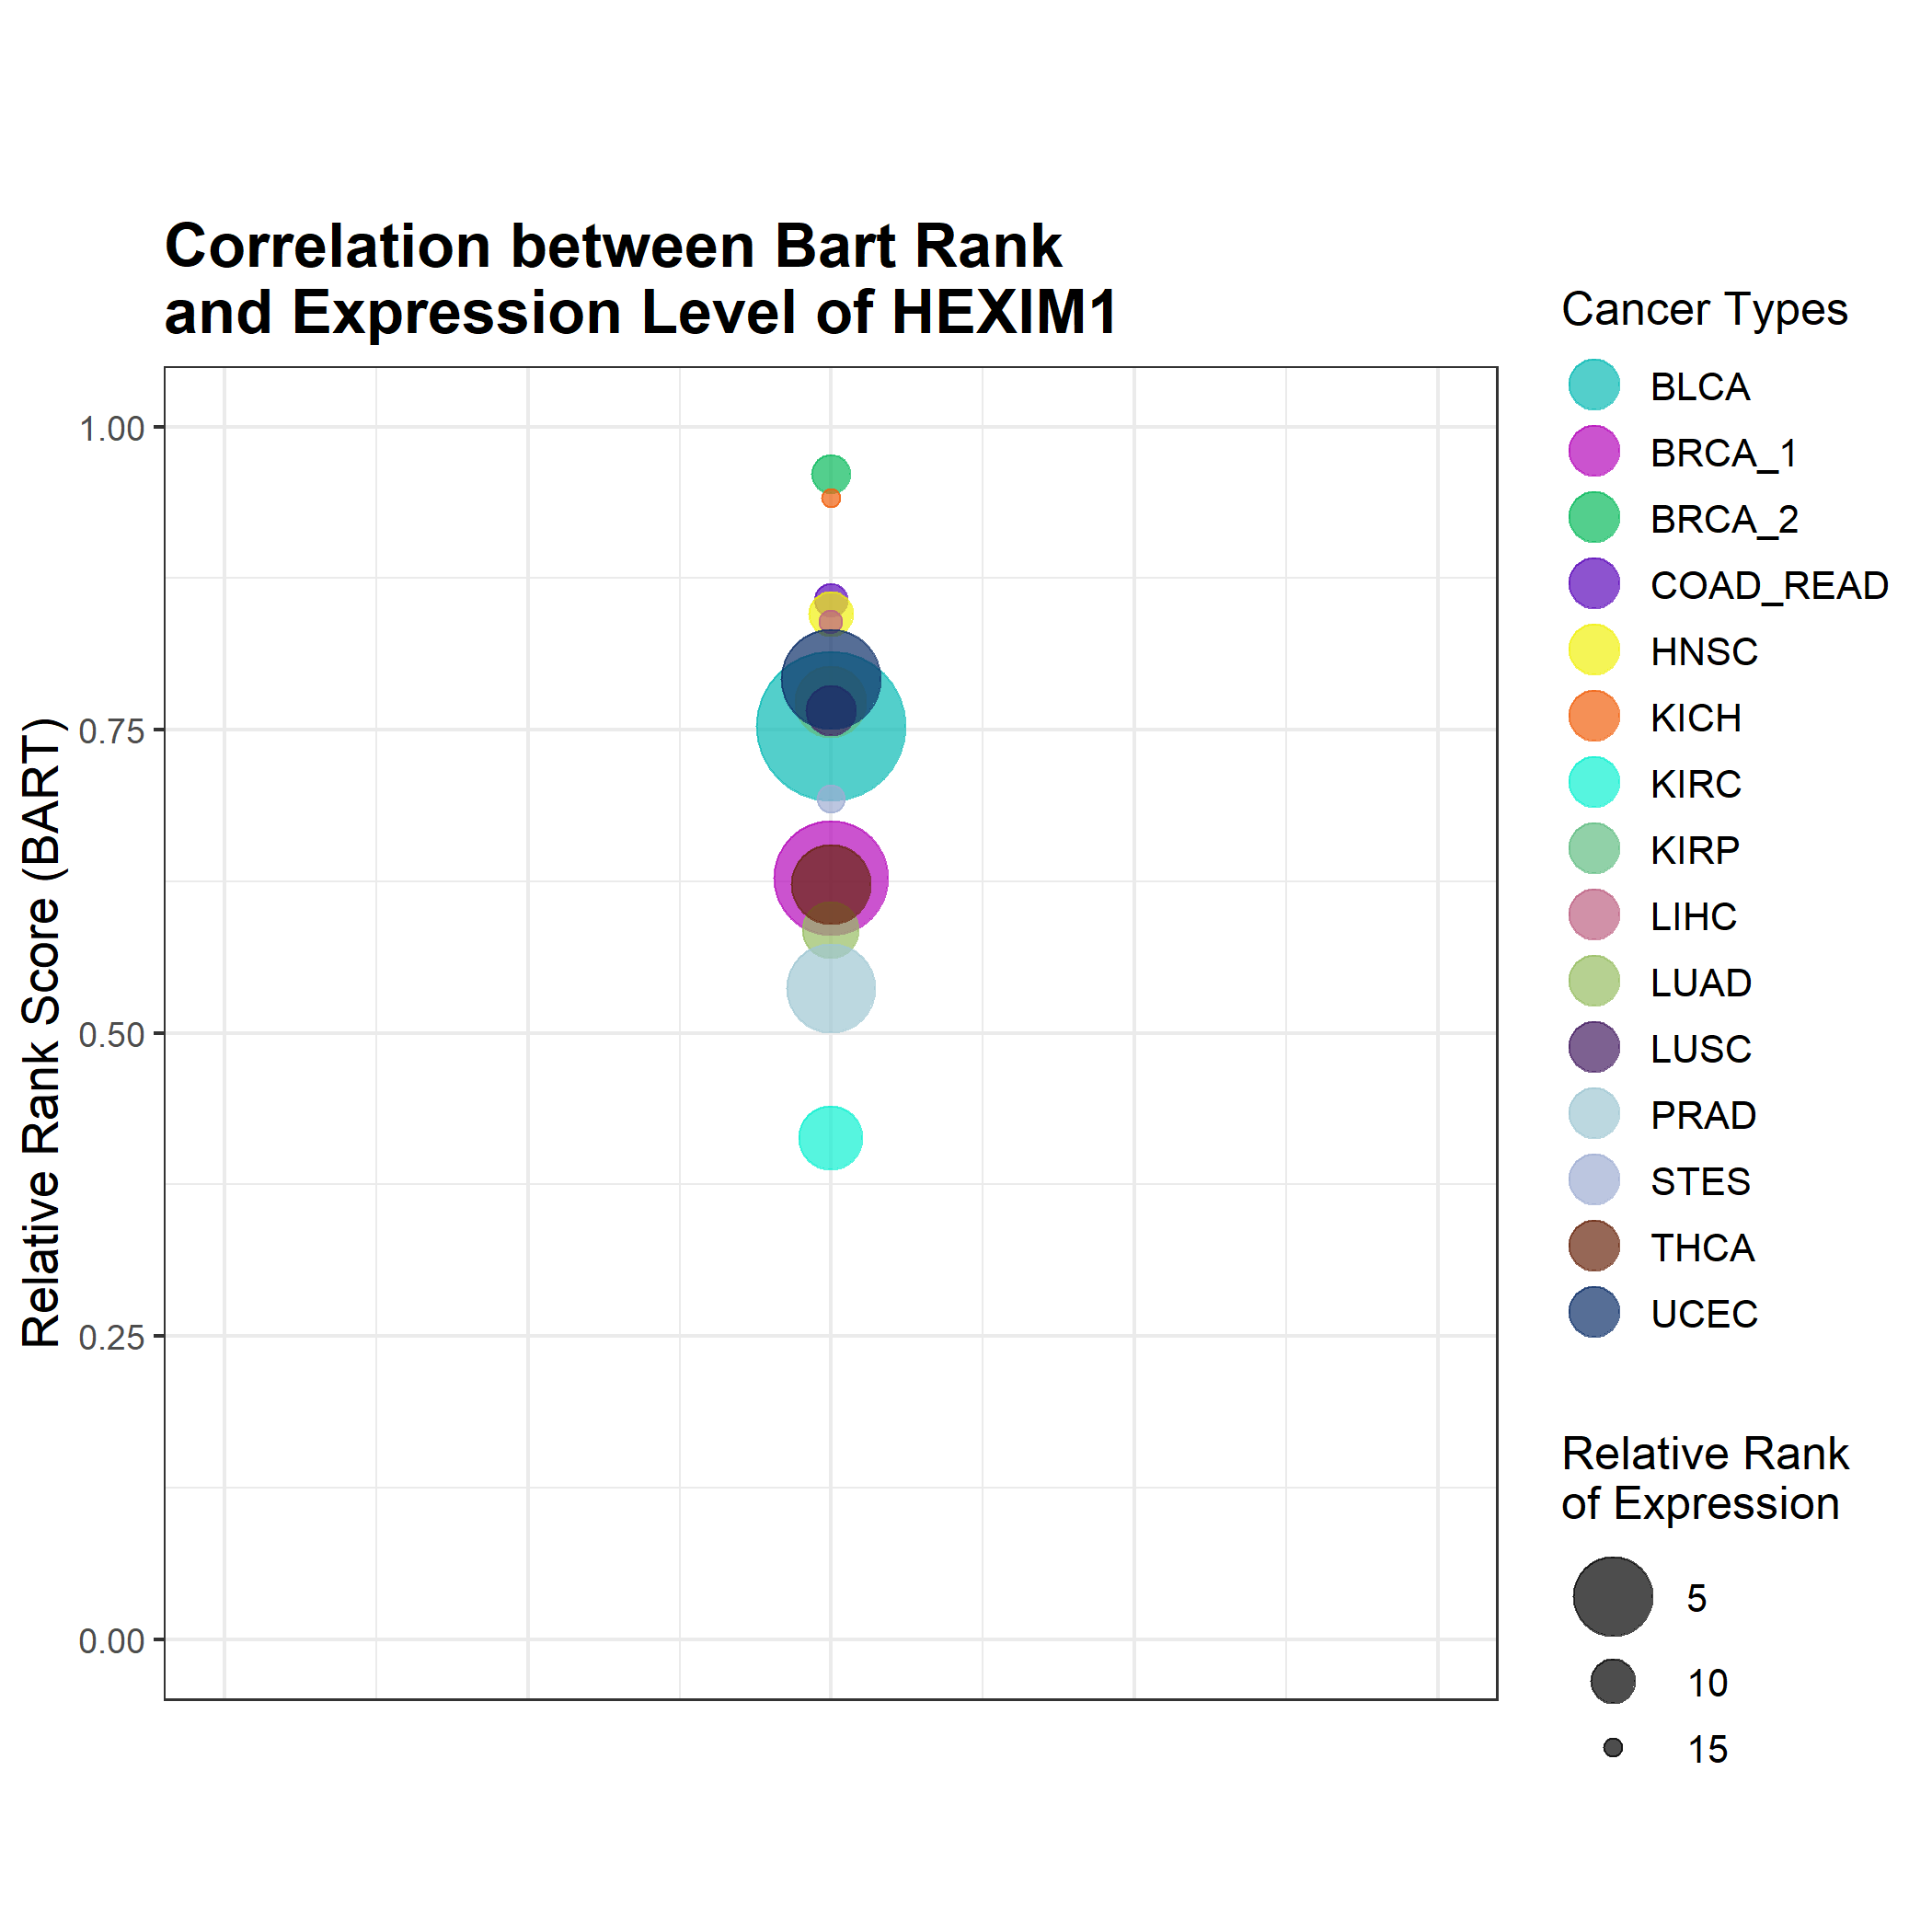 Correlation between Bart Rank
and Expression Level of HEXIM1
Relative Rank Score (BART)
1.00
0.75
0.50
0.25
0.00
Cancer Types
BLCA
BRCA_1
BRCA_2
COAD_READ
HNSC
KICH
KIRC
KIRP
LIHC
LUAD
LUSC
PRAD
STES
THCA
UCEC
Relative Rank
of Expression
5
10
15